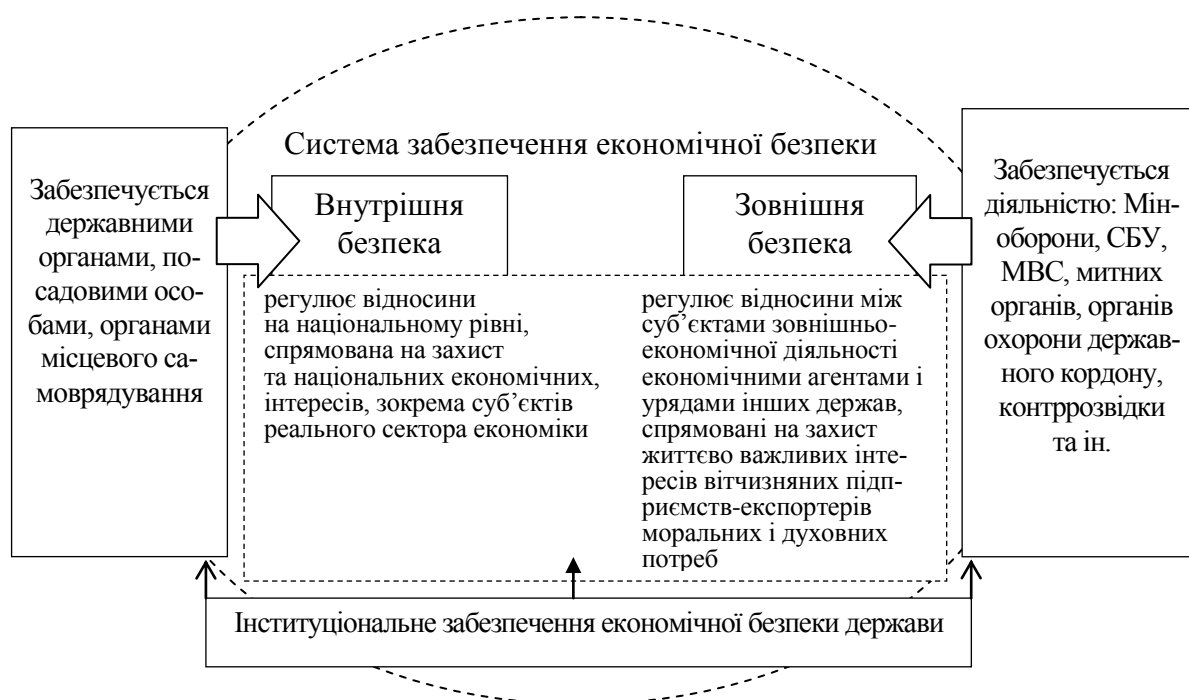 Система забезпечення економічної безпеки
Забезпечується
державними
органами, по-
садовими осо-
бами, органами
місцевого са-
моврядування
Внутрішня
безпека
регулює відносини
на національному рівні,
спрямована на захист
та національних економічних,
інтересів, зокрема суб’єктів
реального сектора економіки
Зовнішня
безпека
регулює відносини між
суб’єктами зовнішньо-
економічної діяльності
економічними агентами і
урядами інших держав,
спрямовані на захист
життєво важливих інте-
ресів вітчизняних підп-
риємств-експортерів
моральних і духовних
потреб
Забезпечується
діяльністю: Мін-
оборони, СБУ,
МВС, митних
органів, органів
охорони держав-
ного кордону,
контррозвідки
та ін.
Інституціональне забезпечення економічної безпеки держави